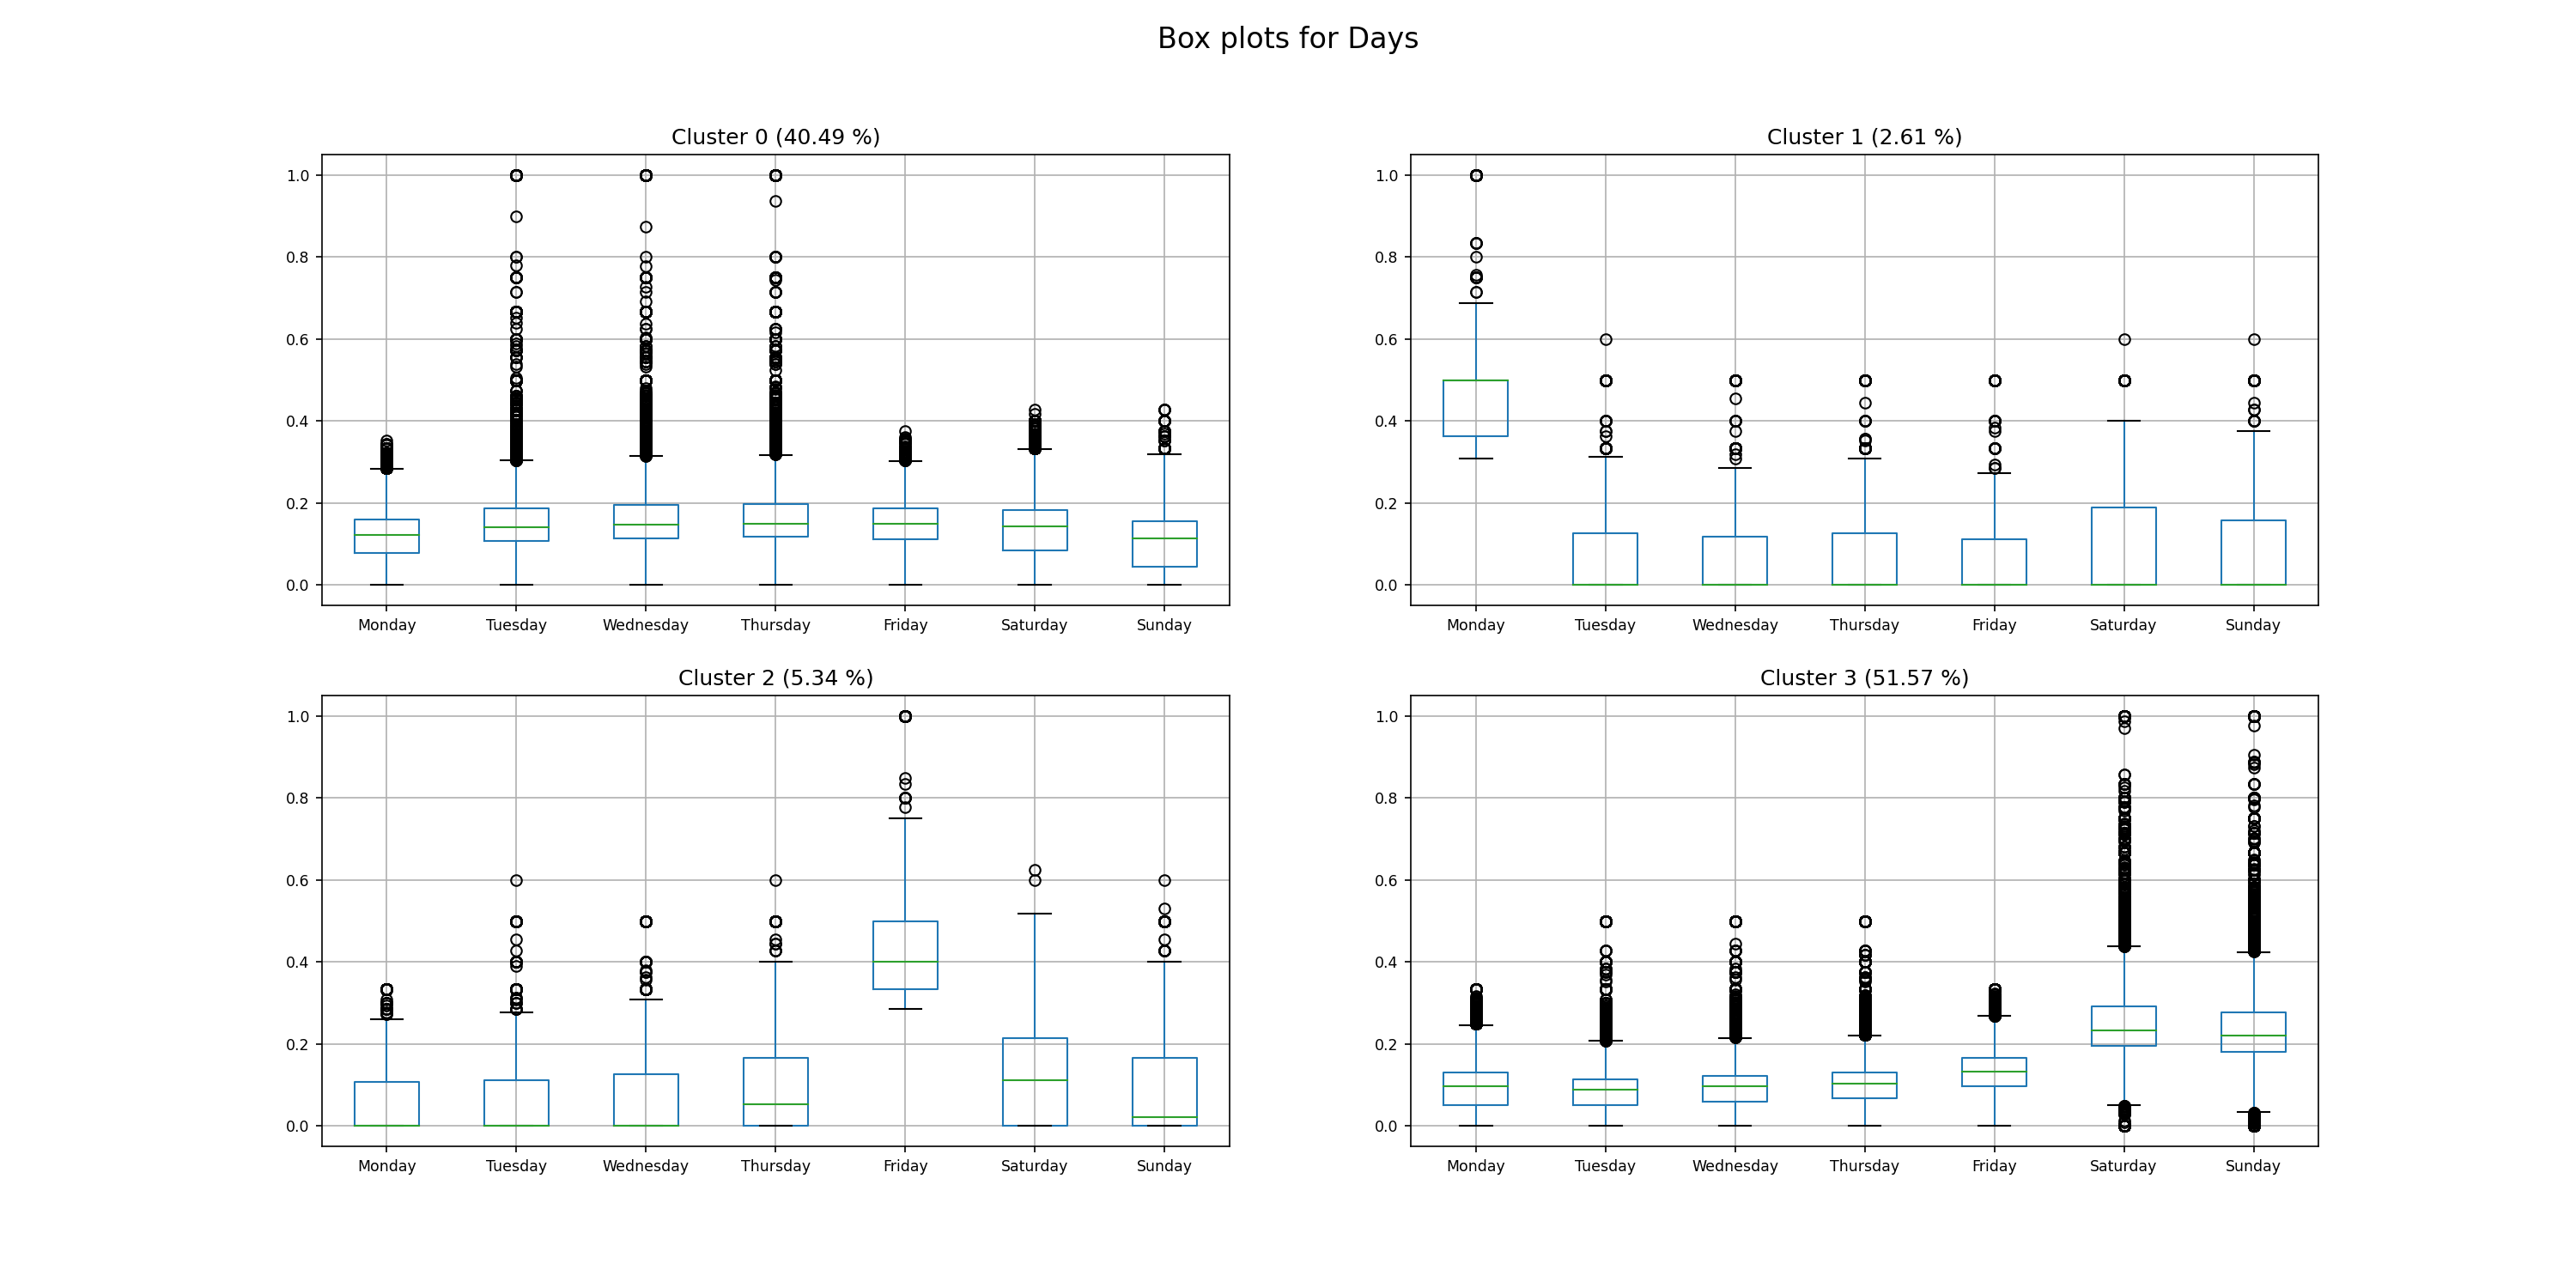 Box plots for Days
Cluster 0 (40.49 %)
1.0
0.8
0.6
0.4
0.2
0.0
Monday Tuesday Wednesday Thursday Friday Saturday Sunday
Cluster 1 (2.61 %)
1.0
0.8
0.6
0.4
0.2
0.0
Monday Tuesday Wednesday Thursday Friday Saturday Sunday
Cluster 2 (5.34 %)
1.0
0.8
0.6
0.4
0.2
0.0
Monday Tuesday Wednesday Thursday Friday Saturday Sunday
Cluster 3 (51.57 %)
1.0
0.8
0.6
0.4
0.2
0.0
Monday Tuesday Wednesday Thursday Friday Saturday Sunday